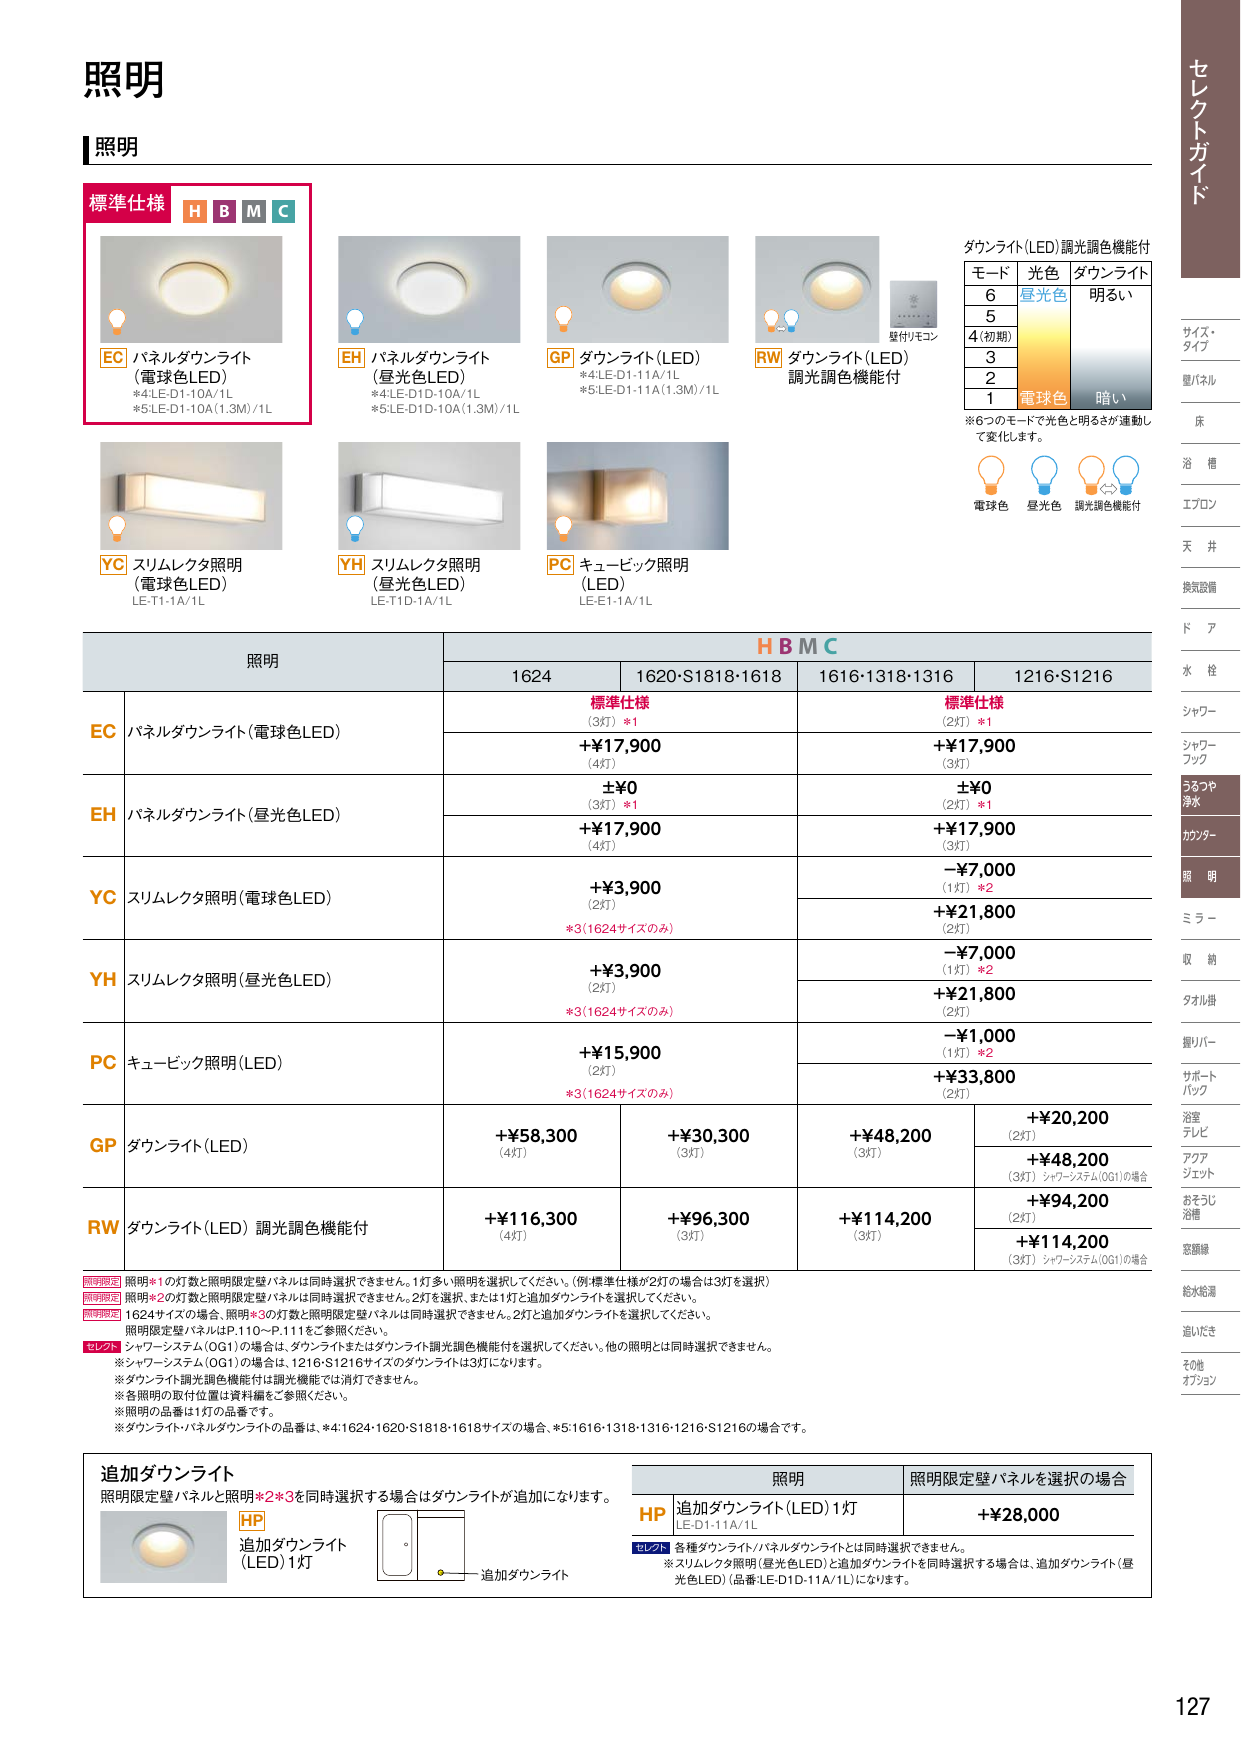 照明
照明
標準仕様 H B M C
EC パネルダウンライト
(電球色LED)
*4:LE-D1-10A/1L
*5:LE-D1-10A(1.3M)/1L
EH パネルダウンライト
(昼光色LED)
*4:LE-D1D-10A/1L
*5:LE-D1D-10A(1.3M)/1L
GP ダウンライト(LED)
*4:LE-D1-11A/1L
*5:LE-D1-11A(1.3M)/1L
壁付リモコン
RW ダウンライト(LED)
調光調色機能付
ダウンライト(LED)調光調色機能付
モード 光色 ダウンライト
6 昼光色 明るい
5
4(初期)
3
2
1 電球色 暗い
※6つのモードで光色と明るさが連動し
て変化します。
電球色 昼光色 調光調色機能付
YC スリムレクタ照明
(電球色LED)
LE-T1-1A/1L
YH スリムレクタ照明
(昼光色LED)
LE-T1D-1A/1L
PC キュービック照明
(LED)
LE-E1-1A/1L
照明 H B M C
1624 1620・S1818・1618 1616・1318・1316 1216・S1216
EC パネルダウンライト(電球色LED)
標準仕様 標準仕様
(3灯) *1 (2灯) *1
+¥17,900 +¥17,900
(4灯) (3灯)
EH パネルダウンライト(昼光色LED)
±¥0 ±¥0
(3灯) *1 (2灯) *1
+¥17,900 +¥17,900
(4灯) (3灯)
YC スリムレクタ照明(電球色LED)
+¥3,900
(2灯)
*3(1624サイズのみ)
−¥7,000
(1灯) *2
+¥21,800
(2灯)
YH スリムレクタ照明(昼光色LED)
+¥3,900
(2灯)
*3(1624サイズのみ)
−¥7,000
(1灯) *2
+¥21,800
(2灯)
PC キュービック照明(LED)
+¥15,900
(2灯)
*3(1624サイズのみ)
−¥1,000
(1灯) *2
+¥33,800
(2灯)
GP ダウンライト(LED)
+¥58,300 +¥30,300 +¥48,200
(4灯) (3灯) (3灯)
+¥20,200
(2灯)
+¥48,200
(3灯) シャワーシステム(OG1)の場合
RW ダウンライト(LED) 調光調色機能付
+¥116,300 +¥96,300 +¥114,200
(4灯) (3灯) (3灯)
+¥94,200
(2灯)
+¥114,200
(3灯) シャワーシステム(OG1)の場合
照明限定 照明*1の灯数と照明限定壁パネルは同時選択できません。1灯多い照明を選択してください。(例:標準仕様が2灯の場合は3灯を選択)
照明限定 照明*2の灯数と照明限定壁パネルは同時選択できません。2灯を選択、または1灯と追加ダウンライトを選択してください。
照明限定 1624サイズの場合、照明*3の灯数と照明限定壁パネルは同時選択できません。2灯と追加ダウンライトを選択してください。
照明限定壁パネルはP.110〜P.111をご参照ください。
セレクト シャワーシステム(OG1)の場合は、ダウンライトまたはダウンライト調光調色機能付を選択してください。他の照明とは同時選択できません。
※シャワーシステム(OG1)の場合は、1216・S1216サイズのダウンライトは3灯になります。
※ダウンライト調光調色機能付は調光機能では消灯できません。
※各照明の取付位置は資料編をご参照ください。
※照明の品番は1灯の品番です。
※ダウンライト・パネルダウンライトの品番は、*4:1624・1620・S1818・1618サイズの場合、*5:1616・1318・1316・1216・S1216の場合です。
追加ダウンライト
照明限定壁パネルと照明*2*3を同時選択する場合はダウンライトが追加になります。
HP
追加ダウンライト
(LED)1灯
追加ダウンライト
照明 照明限定壁パネルを選択の場合
HP 追加ダウンライト(LED)1灯
LE-D1-11A/1L
+¥28,000
セレクト 各種ダウンライト/パネルダウンライトとは同時選択できません。
※スリムレクタ照明(昼光色LED)と追加ダウンライトを同時選択する場合は、追加ダウンライト(昼
光色LED)(品番:LE-D1D-11A/1L)になります。
セレクトガイド
サイズ・
タイプ
壁パネル
床
浴 槽
エプロン
天 井
換気設備
ド ア
水 栓
シャワー
シャワー
フック
うるつや
浄水
カウンター
照 明
ミラー
収 納
タオル掛
握りバー
サポート
パック
浴室
テレビ
アクア
ジェット
おそうじ
浴槽
窓額縁
給水給湯
追いだき
その他
オプション
127